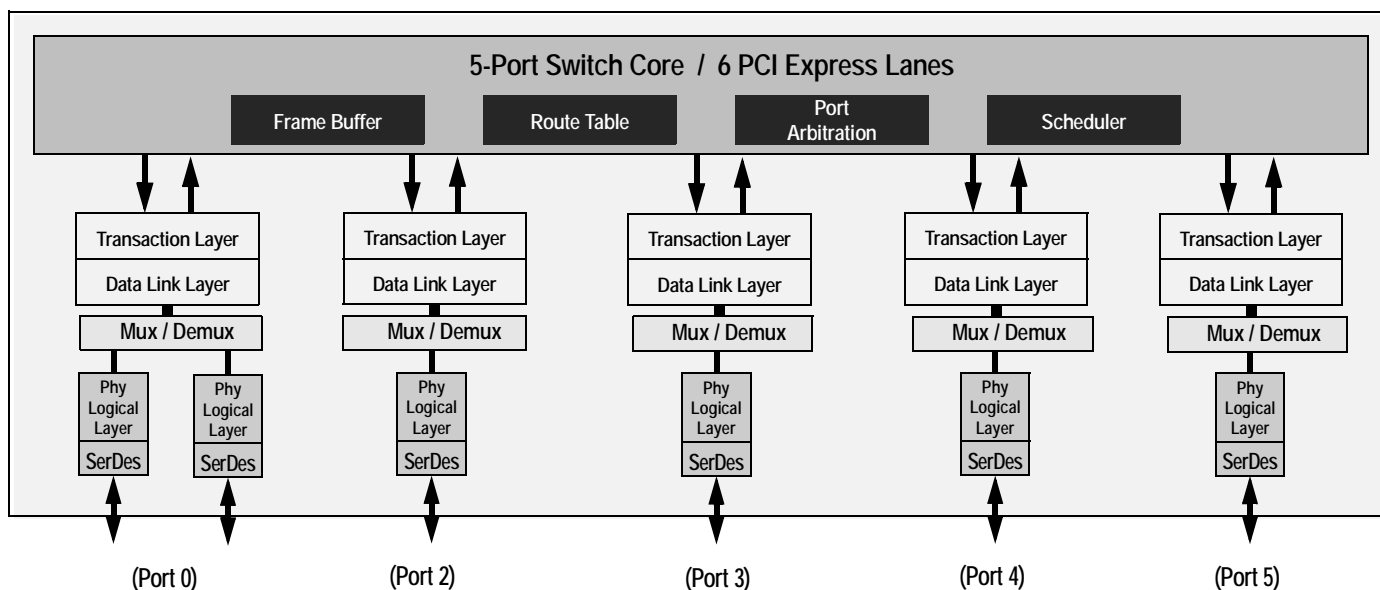 5-Port Switch Core / 6 PCI Express Lanes
Frame Buffer
Route Table
Port
Arbitration
Scheduler
Transaction Layer
Data Link Layer
Mux / Demux
Phy
Logical
Layer
SerDes
Phy
Logical
Layer
SerDes
(Port 0)
Transaction Layer
Data Link Layer
Mux / Demux
Phy
Logical
Layer
SerDes
(Port 2)
Transaction Layer
Data Link Layer
Mux / Demux
Phy
Logical
Layer
SerDes
(Port 3)
Transaction Layer
Data Link Layer
Mux / Demux
Phy
Logical
Layer
SerDes
(Port 4)
Transaction Layer
Data Link Layer
Mux / Demux
Phy
Logical
Layer
SerDes
(Port 5)